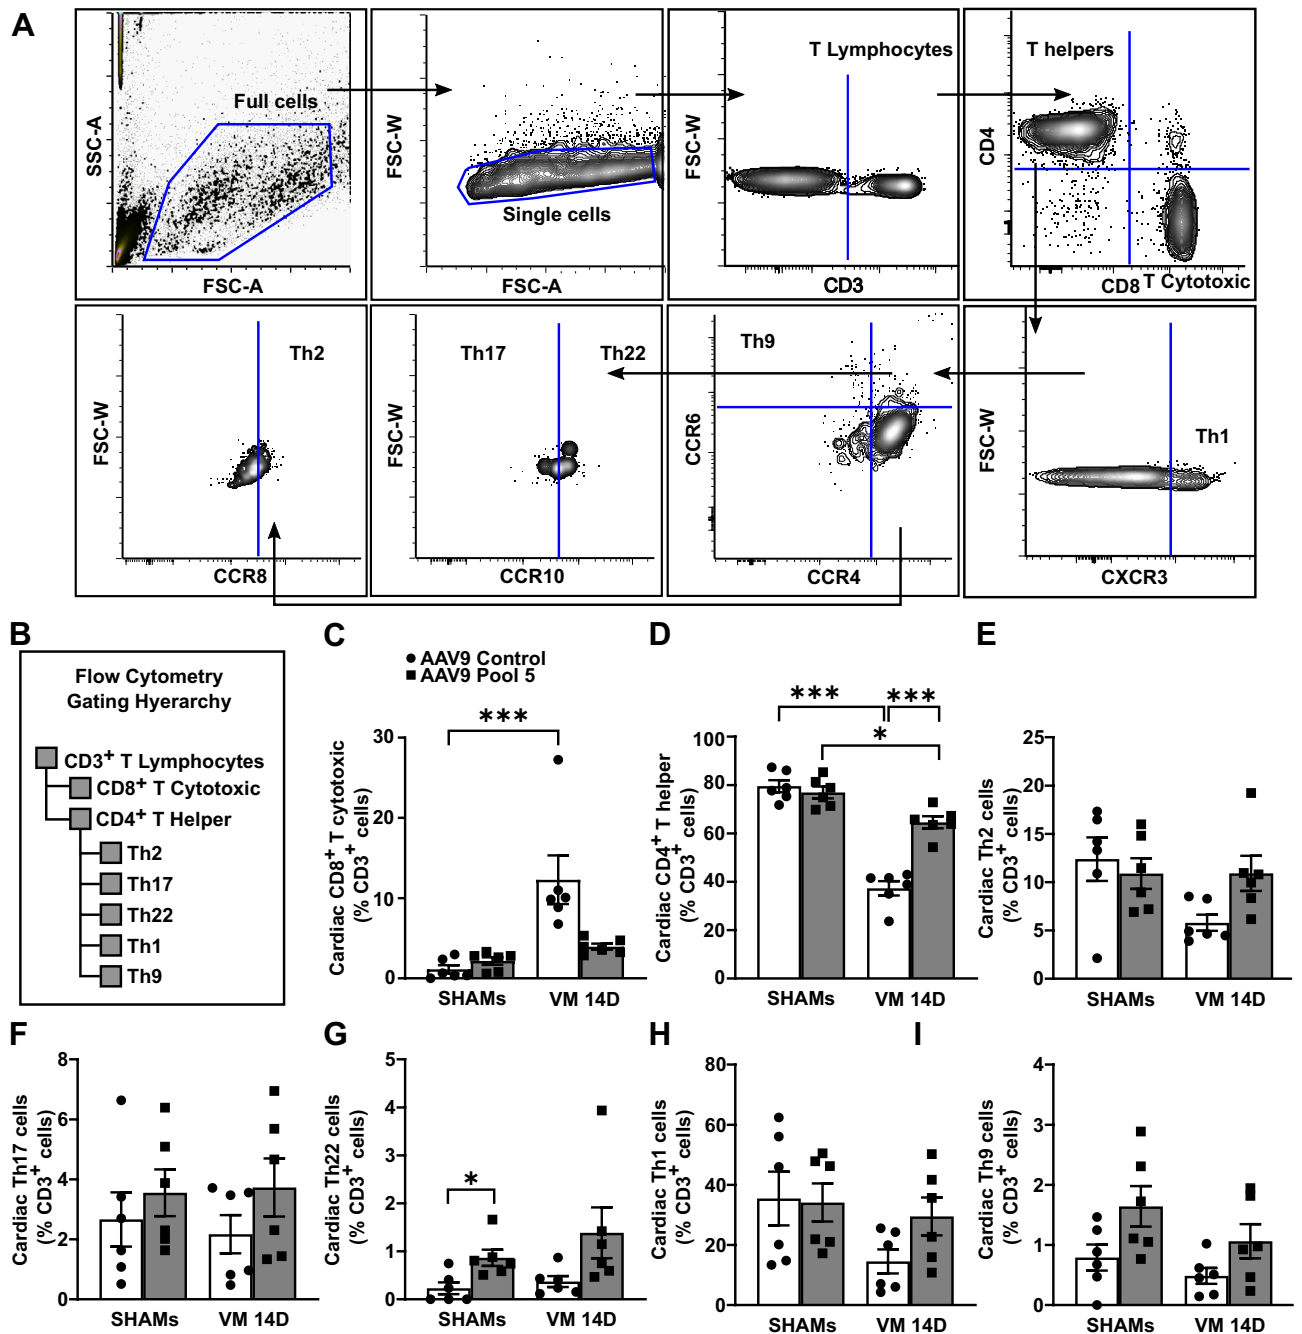 A
SSC-A
Full cells
FSC-A
FSC-W
Single cells
FSC-A
FSC-W
T Lymphocytes
CD3
CD4
T helpers
CD8
T Cytotoxic
FSC-W
Th2
CCR8
FSC-W
Th17
Th22
CCR10
CCR6
Th9
CCR4
FSC-W
Th1
CXCR3
B
Flow Cytometry
Gating Hyerarchy
CD3+ T Lymphocytes
CD8+ T Cytotoxic
CD4+ T Helper
Th2
Th17
Th22
Th1
Th9
C
AAV9 Control
AAV9 Pool 5
Cardiac CD8+ T cytotoxic
(% CD3+ cells)
30
20
10
0
***
SHAMs
VM 14D
D
Cardiac CD4+ T helper
(% CD3+ cells)
100
80
60
40
20
0
***
***
*
SHAMs
VM 14D
E
Cardiac Th2 cells
(% CD3+ cells)
25
20
15
10
5
0
SHAMs
VM 14D
F
Cardiac Th17 cells
(% CD3+ cells)
8
6
4
2
0
SHAMs
VM 14D
G
Cardiac Th22 cells
(% CD3+ cells)
5
4
3
2
1
0
*
SHAMs
VM 14D
H
Cardiac Th1 cells
(% CD3+ cells)
80
60
40
20
0
SHAMs
VM 14D
I
Cardiac Th9 cells
(% CD3+ cells)
4
3
2
1
0
SHAMs
VM 14D